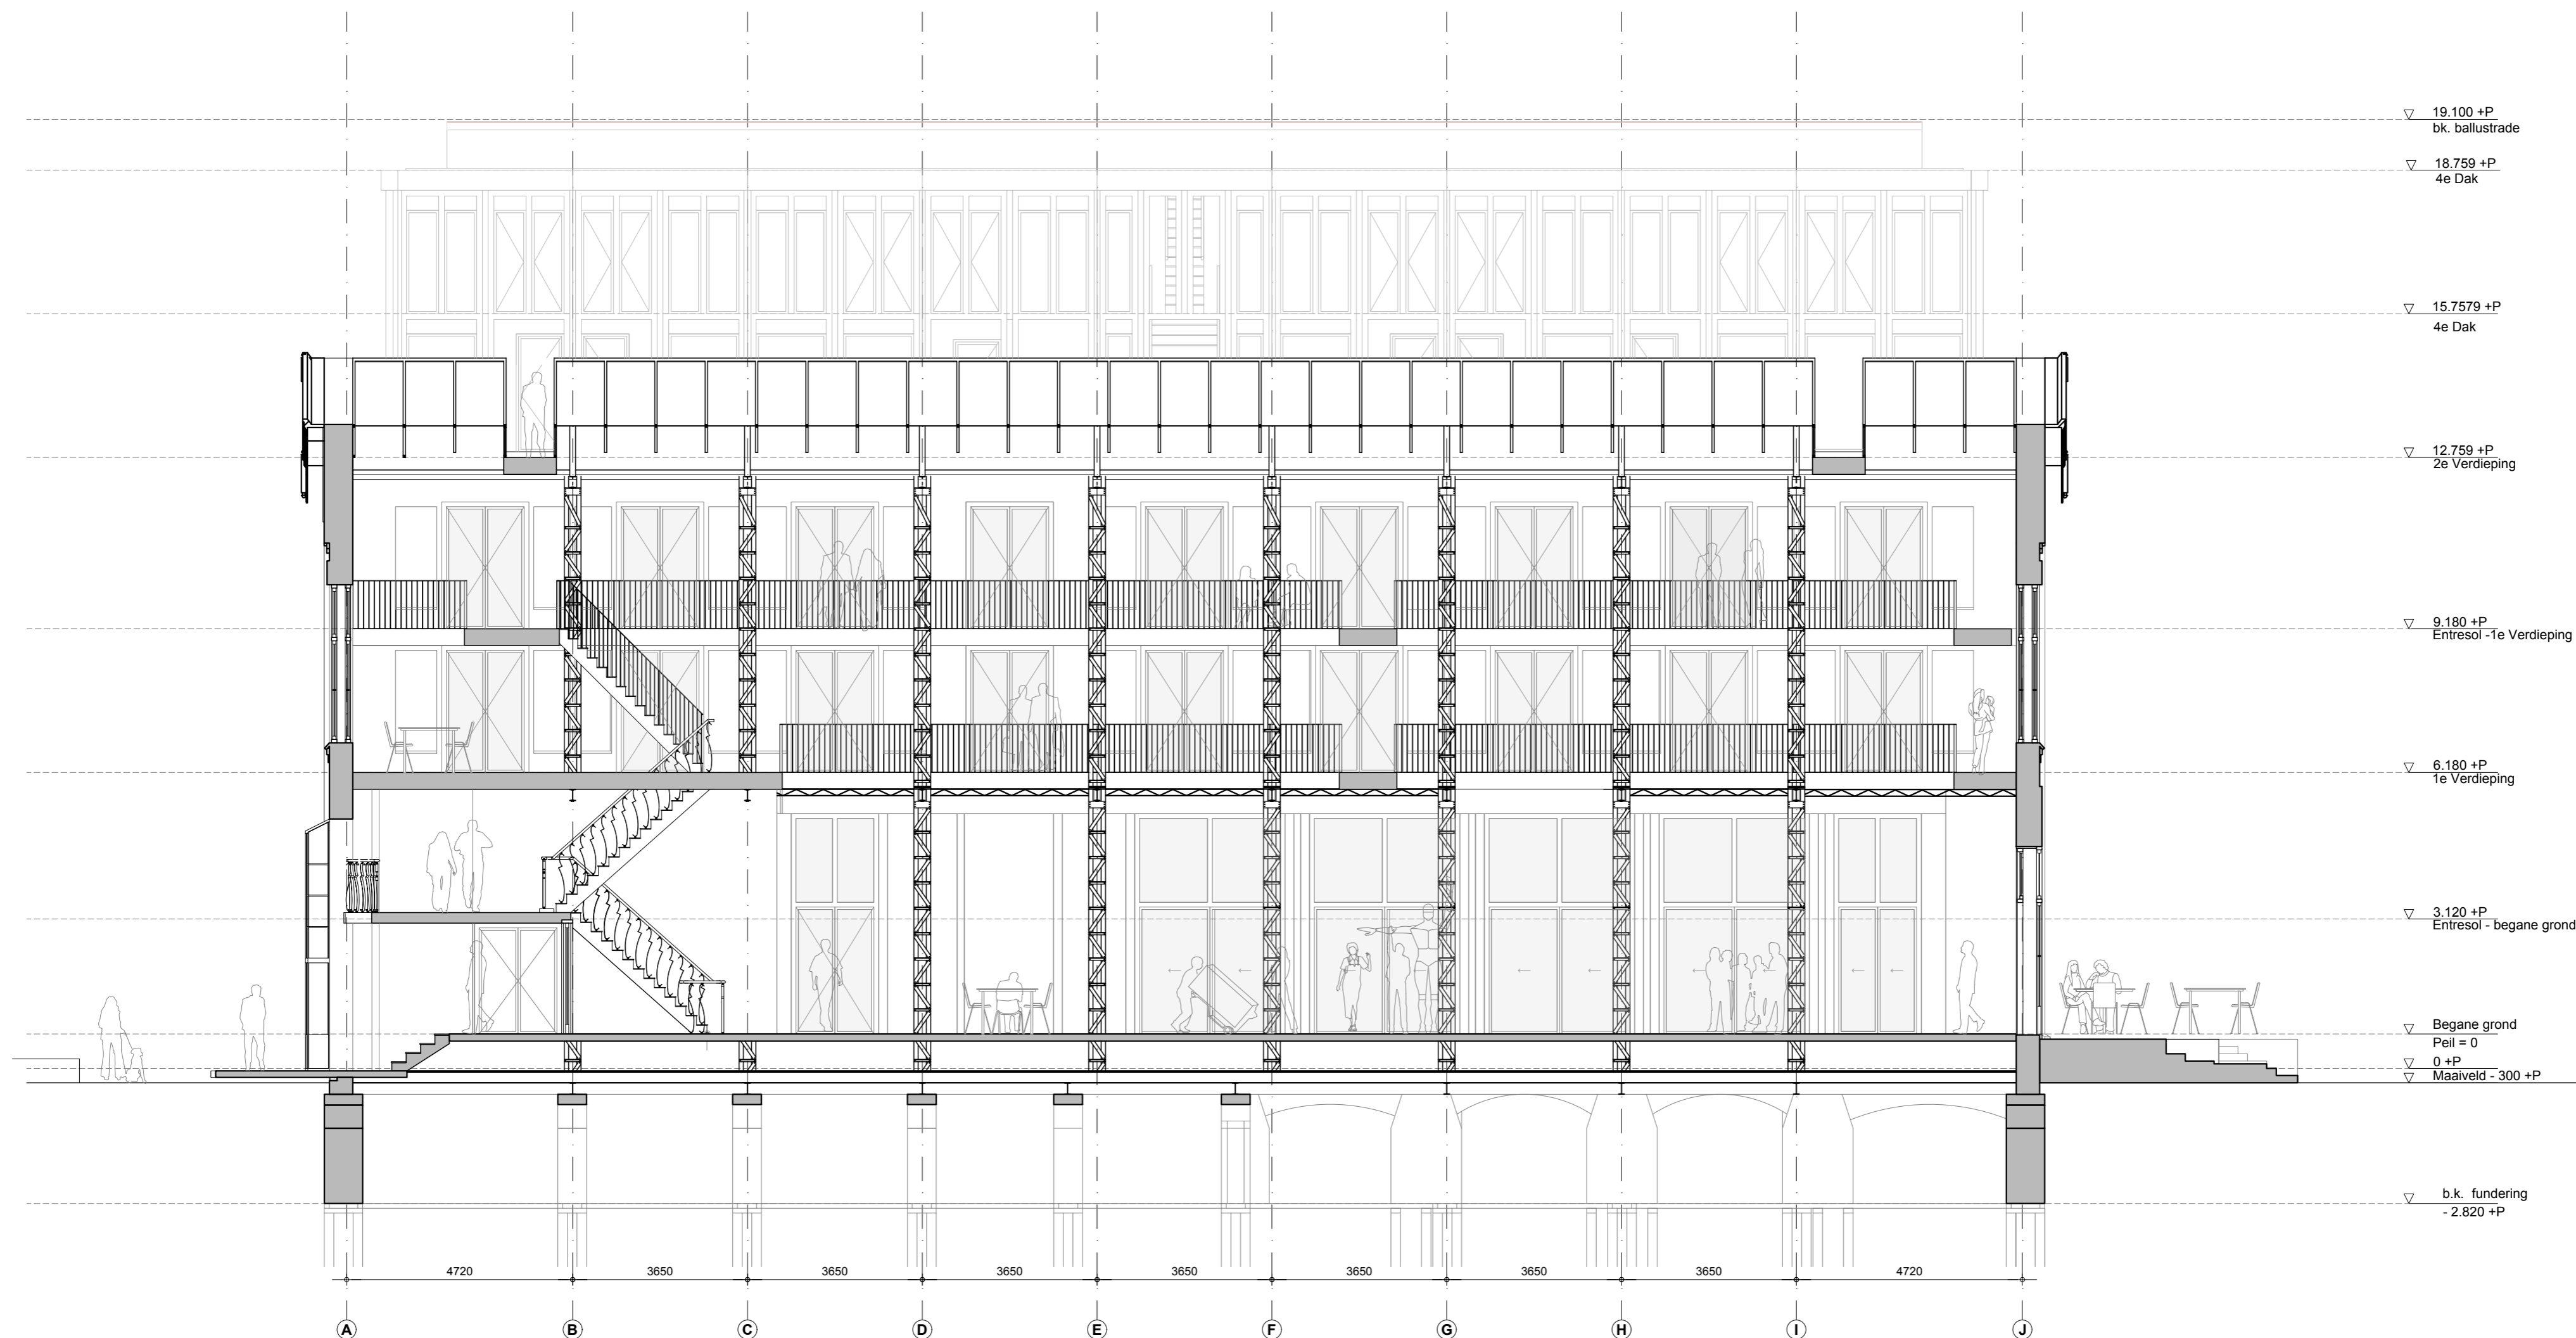 19.100 +P
bk. ballustrade
18.759 +P
4e Dak
15.7579 +P
4e Dak
12.759 +P
2e Verdieping
9.180 +P
Entresol -1e Verdieping
6.180 +P
1e Verdieping
3.120 +P
Entresol - begane grond
Begane grond
Peil = 0
0 +P
Maaiveld - 300 +P
b.k. fundering
- 2.820 +P
4720 3650 3650 3650 3650 3650 3650 3650 4720
A B C D E F G H I J